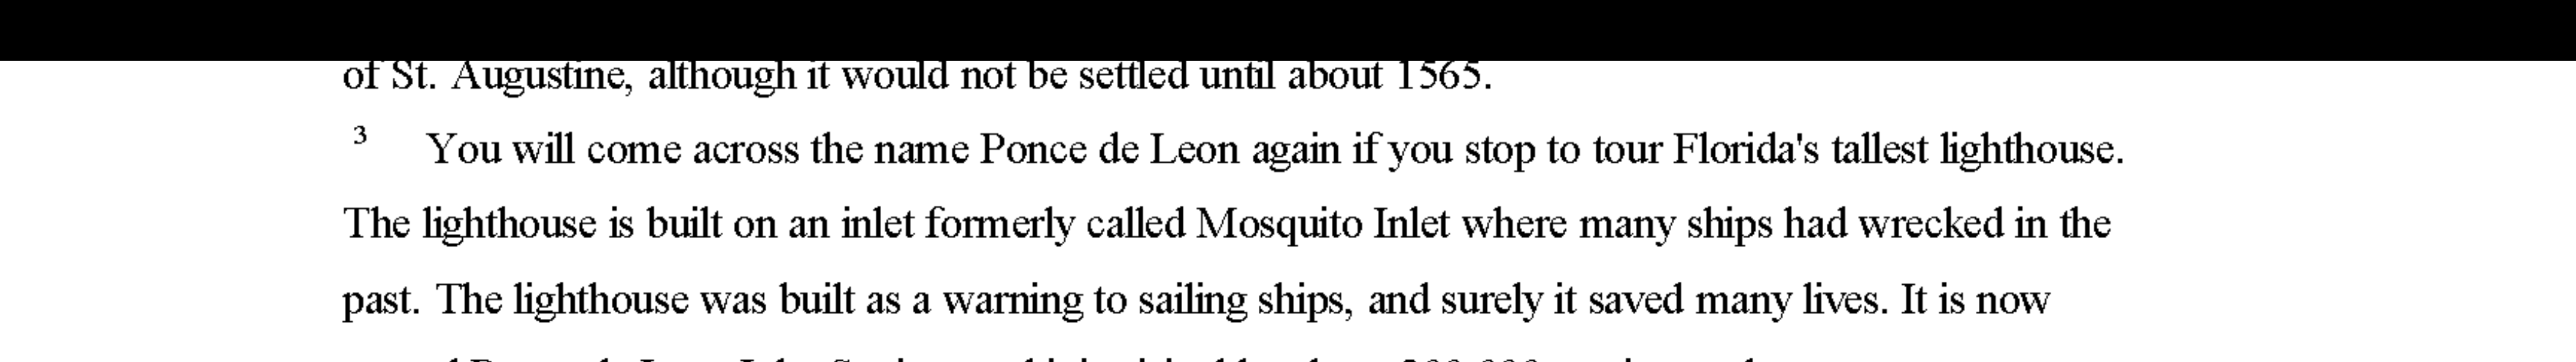 of St. Augustine, although it would not be settled until about 1565.
3 You will come across the name Ponce de Leon again if you stop to tour Florida's tallest lighthouse.
The lighthouse is built on an inlet formerly called Mosquito Inlet where many ships had wrecked in the
past. The lighthouse was built as a warning to sailing ships, and surely it saved many lives. It is now